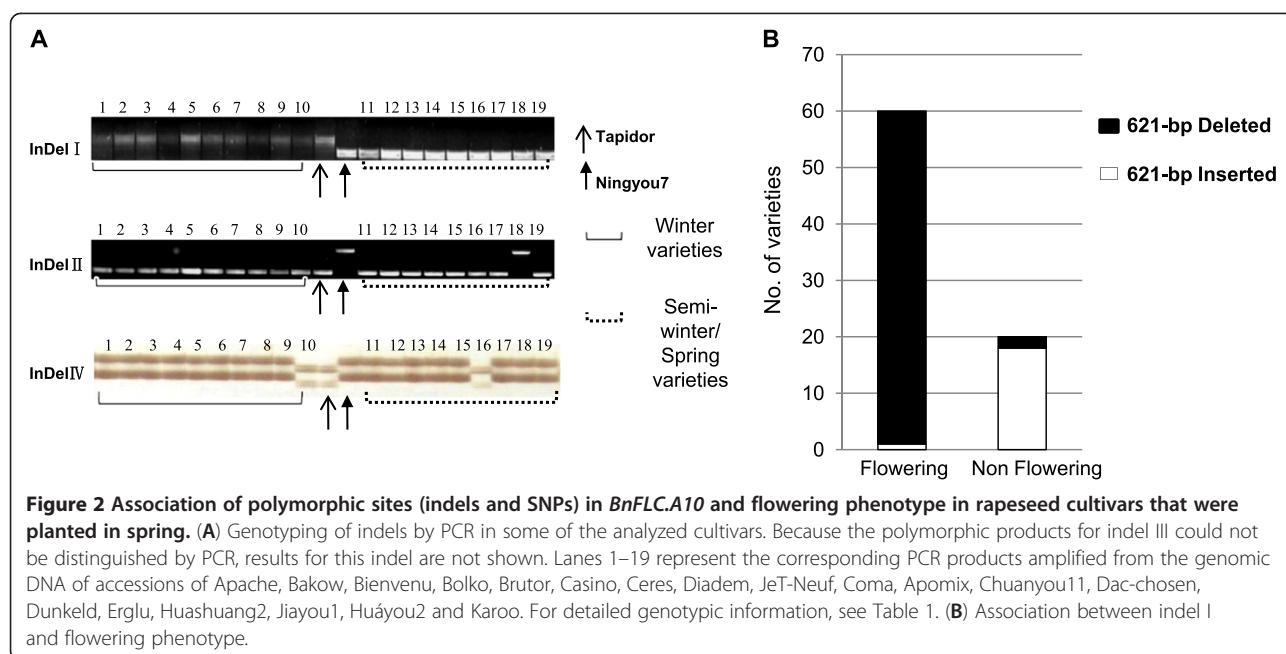 A
1 2 3 4 5 6 7 8 9 10 11 12 13 14 15 16 17 18 19
InDel Ⅰ
Tapidor
Ningyou7
1 2 3 4 5 6 7 8 9 10 11 12 13 14 15 16 17 18 19
InDel Ⅱ
Winter
varieties
Semi-
winter/
Spring
varieties
1 2 3 4 5 6 7 8 9 10 11 12 13 14 15 16 17 18 19
InDelⅣ
B
70
60
50
40
30
20
10
0
No. of varieties
Flowering Non Flowering
621-bp Deleted
621-bp Inserted
Figure 2 Association of polymorphic sites (indels and SNPs) in BnFLC.A10 and flowering phenotype in rapeseed cultivars that were
planted in spring. (A) Genotyping of indels by PCR in some of the analyzed cultivars. Because the polymorphic products for indel III could not
be distinguished by PCR, results for this indel are not shown. Lanes 1–19 represent the corresponding PCR products amplified from the genomic
DNA of accessions of Apache, Bakow, Bienvenu, Bolko, Brutor, Casino, Ceres, Diadem, JeT-Neuf, Coma, Apomix, Chuanyou11, Dac-chosen,
Dunkeld, Erglu, Huashuang2, Jiayou1, Huáyou2 and Karoo. For detailed genotypic information, see Table 1. (B) Association between indel I
and flowering phenotype.